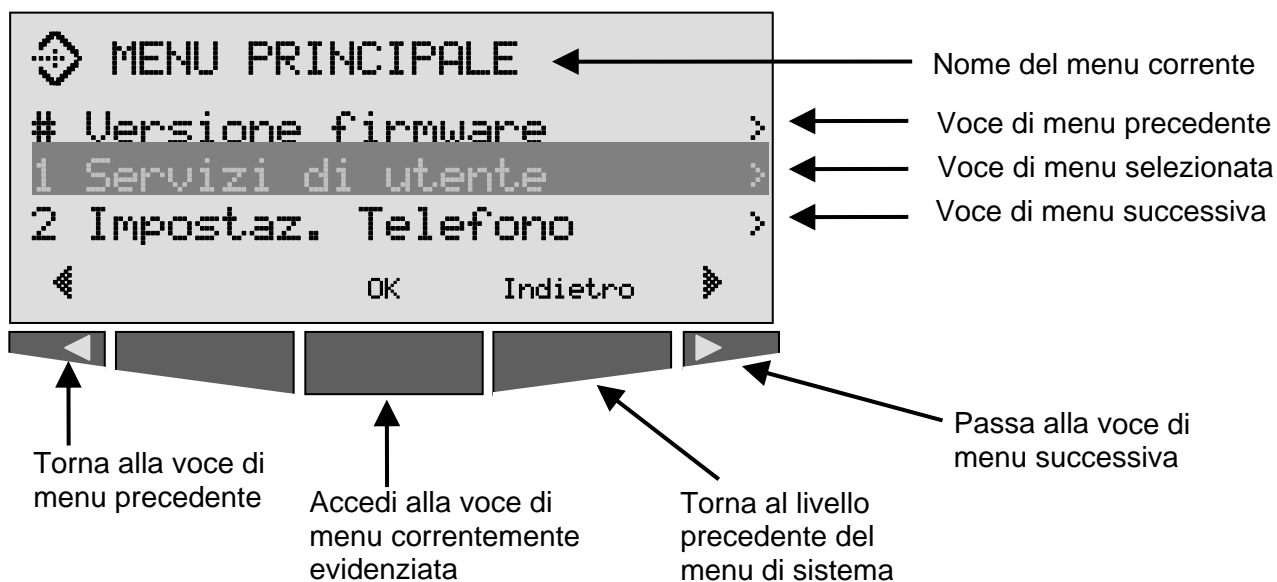 MENU PRINCIPALE
Nome del menu corrente
# Versione firmware >
Voce di menu precedente
1 Servizi di utente >
Voce di menu selezionata
2 Impostaz. Telefono >
Voce di menu successiva
OK Indietro
Passa alla voce di
menu successiva
Torna alla voce di
menu precedente
Accedi alla voce di
menu correntemente
evidenziata
Torna al livello
precedente del
menu di sistema